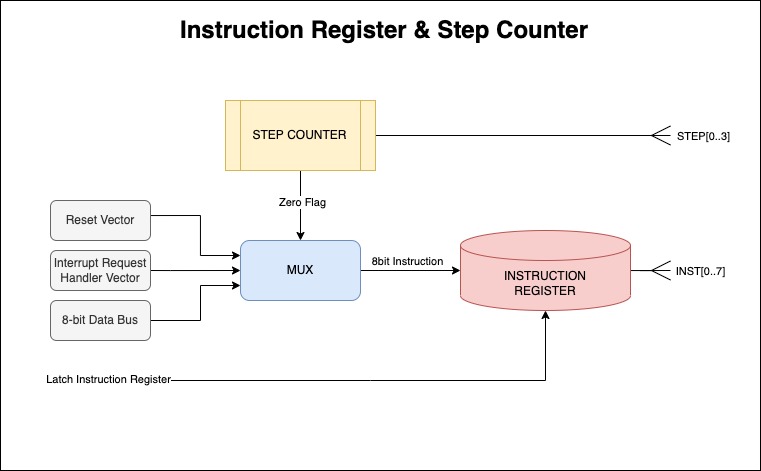 Instruction Register & Step Counter
STEP COUNTER
STEP[0..3]
Zero Flag
Reset Vector
Interrupt Request
Handler Vector
8-bit Data Bus
MUX
8bit Instruction
INSTRUCTION
REGISTER
INST[0..7]
Latch Instruction Register